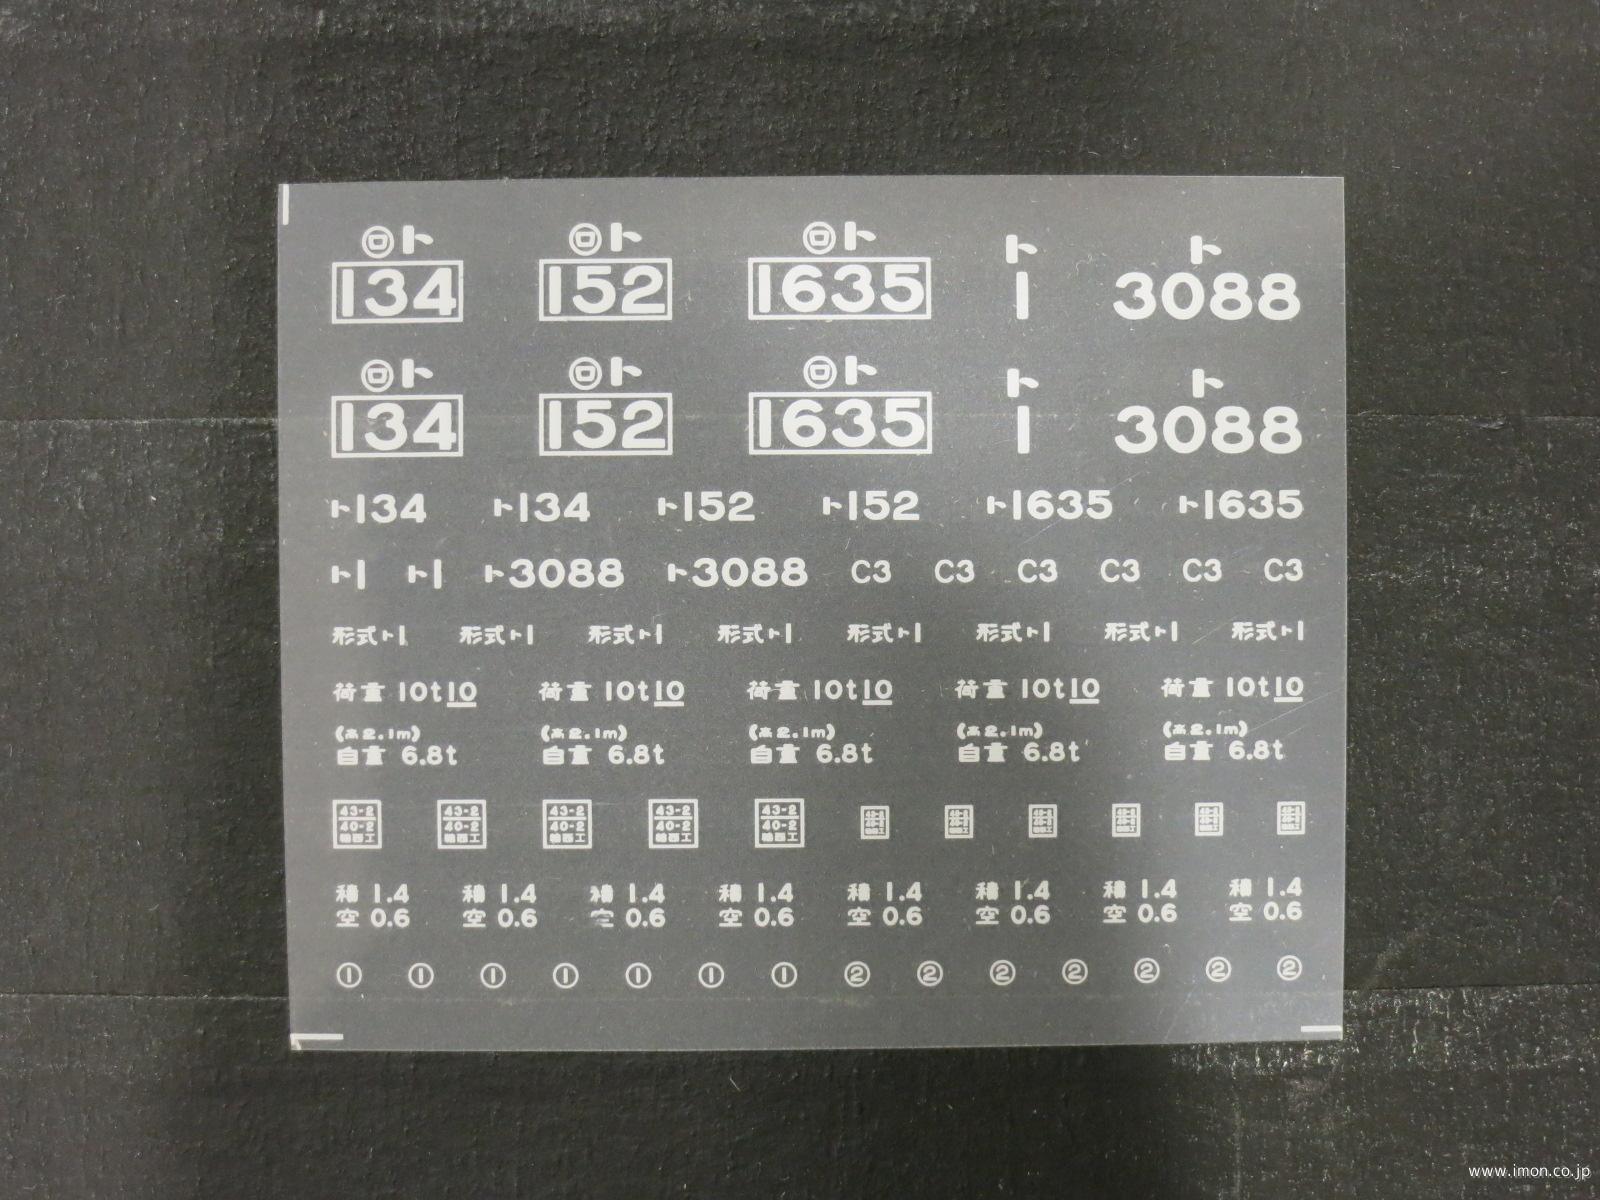 ロト ロト ロト ト ト
134 152 1635 1 3088
ロト ロト ロト ト ト
134 152 1635 1 3088
ト134 ト134 ト152 ト152 ト1635 ト1635
ト1 ト1 ト3088 ト3088 C3 C3 C3 C3 C3 C3
形式ト1 形式ト1 形式ト1 形式ト1 形式ト1 形式ト1 形式ト1 形式ト1
荷重 10t10 荷重 10t10 荷重 10t10 荷重 10t10 荷重 10t10
(高2.1m) (高2.1m) (高2.1m) (高2.1m) (高2.1m)
自重 6.8t 自重 6.8t 自重 6.8t 自重 6.8t 自重 6.8t
43-2 43-2 43-2 43-2 43-2
40-2 40-2 40-2 40-2 40-2
積 1.4 積 1.4 積 1.4 積 1.4 積 1.4 積 1.4 積 1.4 積 1.4
空 0.6 空 0.6 空 0.6 空 0.6 空 0.6 空 0.6 空 0.6 空 0.6
① ① ① ① ① ① ① ② ② ② ② ② ② ②
www.imon.co.jp